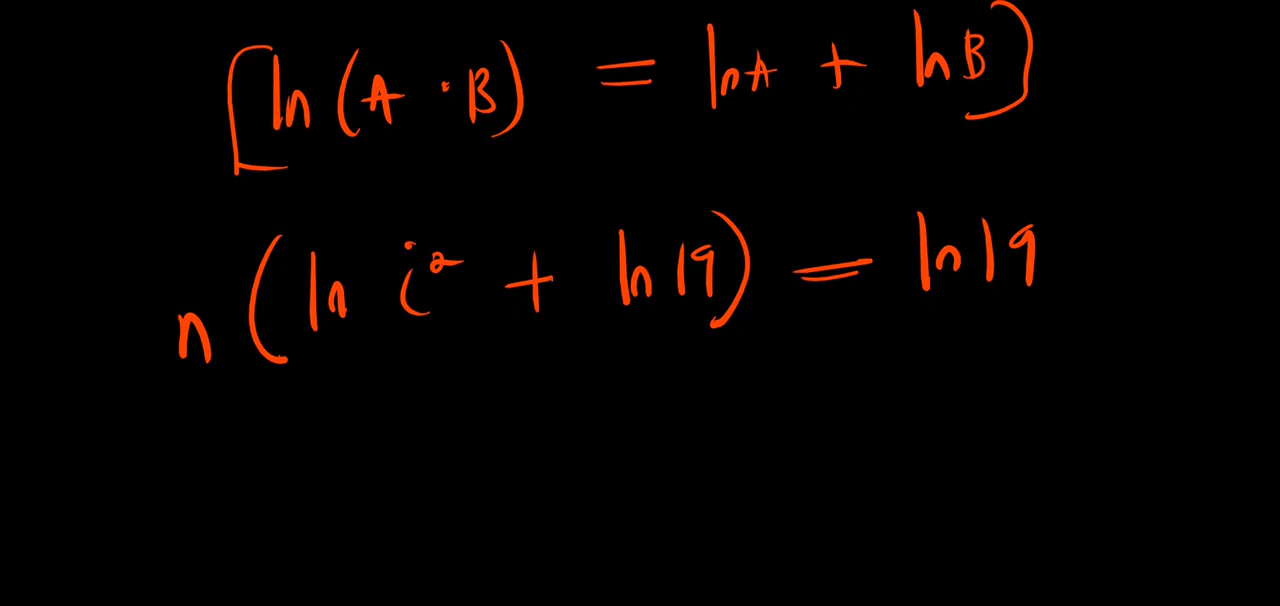 [ln(A·B) = lnA + lnB]
n(ln i² + ln19) = ln19